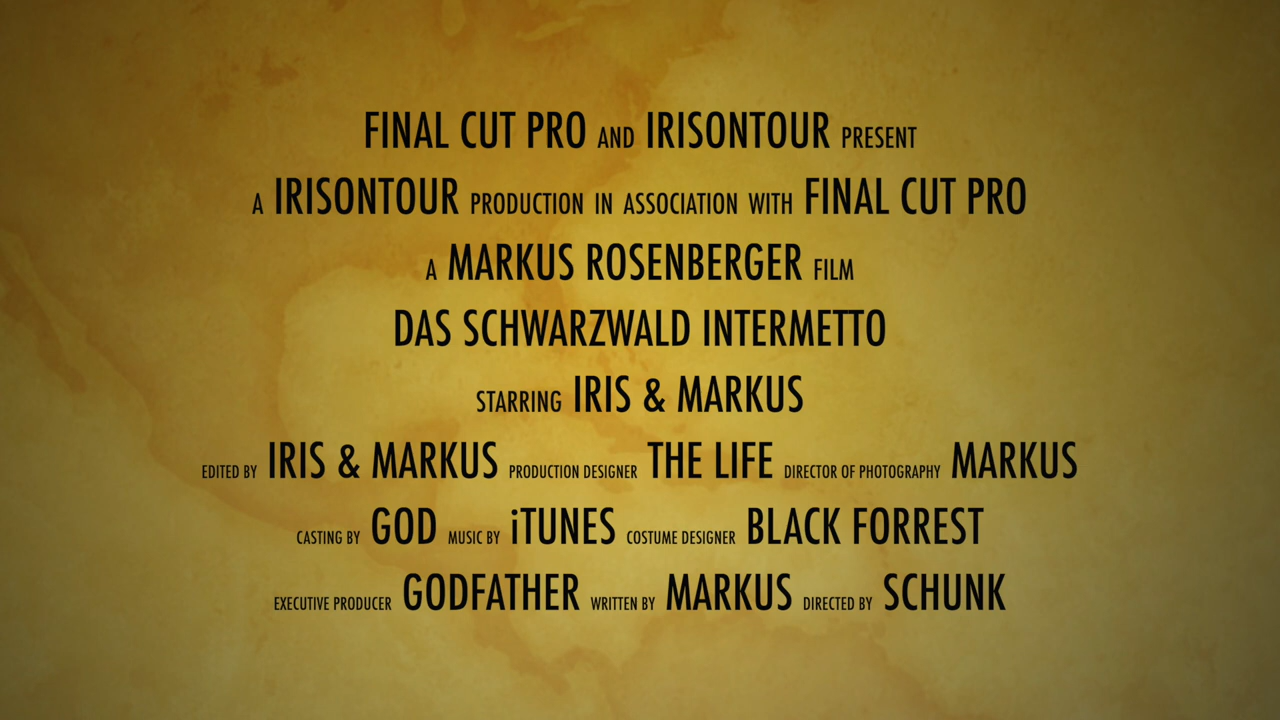 FINAL CUT PRO AND IRISONTOUR PRESENT
A IRISONTOUR PRODUCTION IN ASSOCIATION WITH FINAL CUT PRO
A MARKUS ROSENBERGER FILM
DAS SCHWARZWALD INTERMETTO
STARRING IRIS & MARKUS
EDITED BY IRIS & MARKUS PRODUCTION DESIGNER THE LIFE DIRECTOR OF PHOTOGRAPHY MARKUS
CASTING BY GOD MUSIC BY iTUNES COSTUME DESIGNER BLACK FORREST
EXECUTIVE PRODUCER GODFATHER WRITTEN BY MARKUS DIRECTED BY SCHUNK